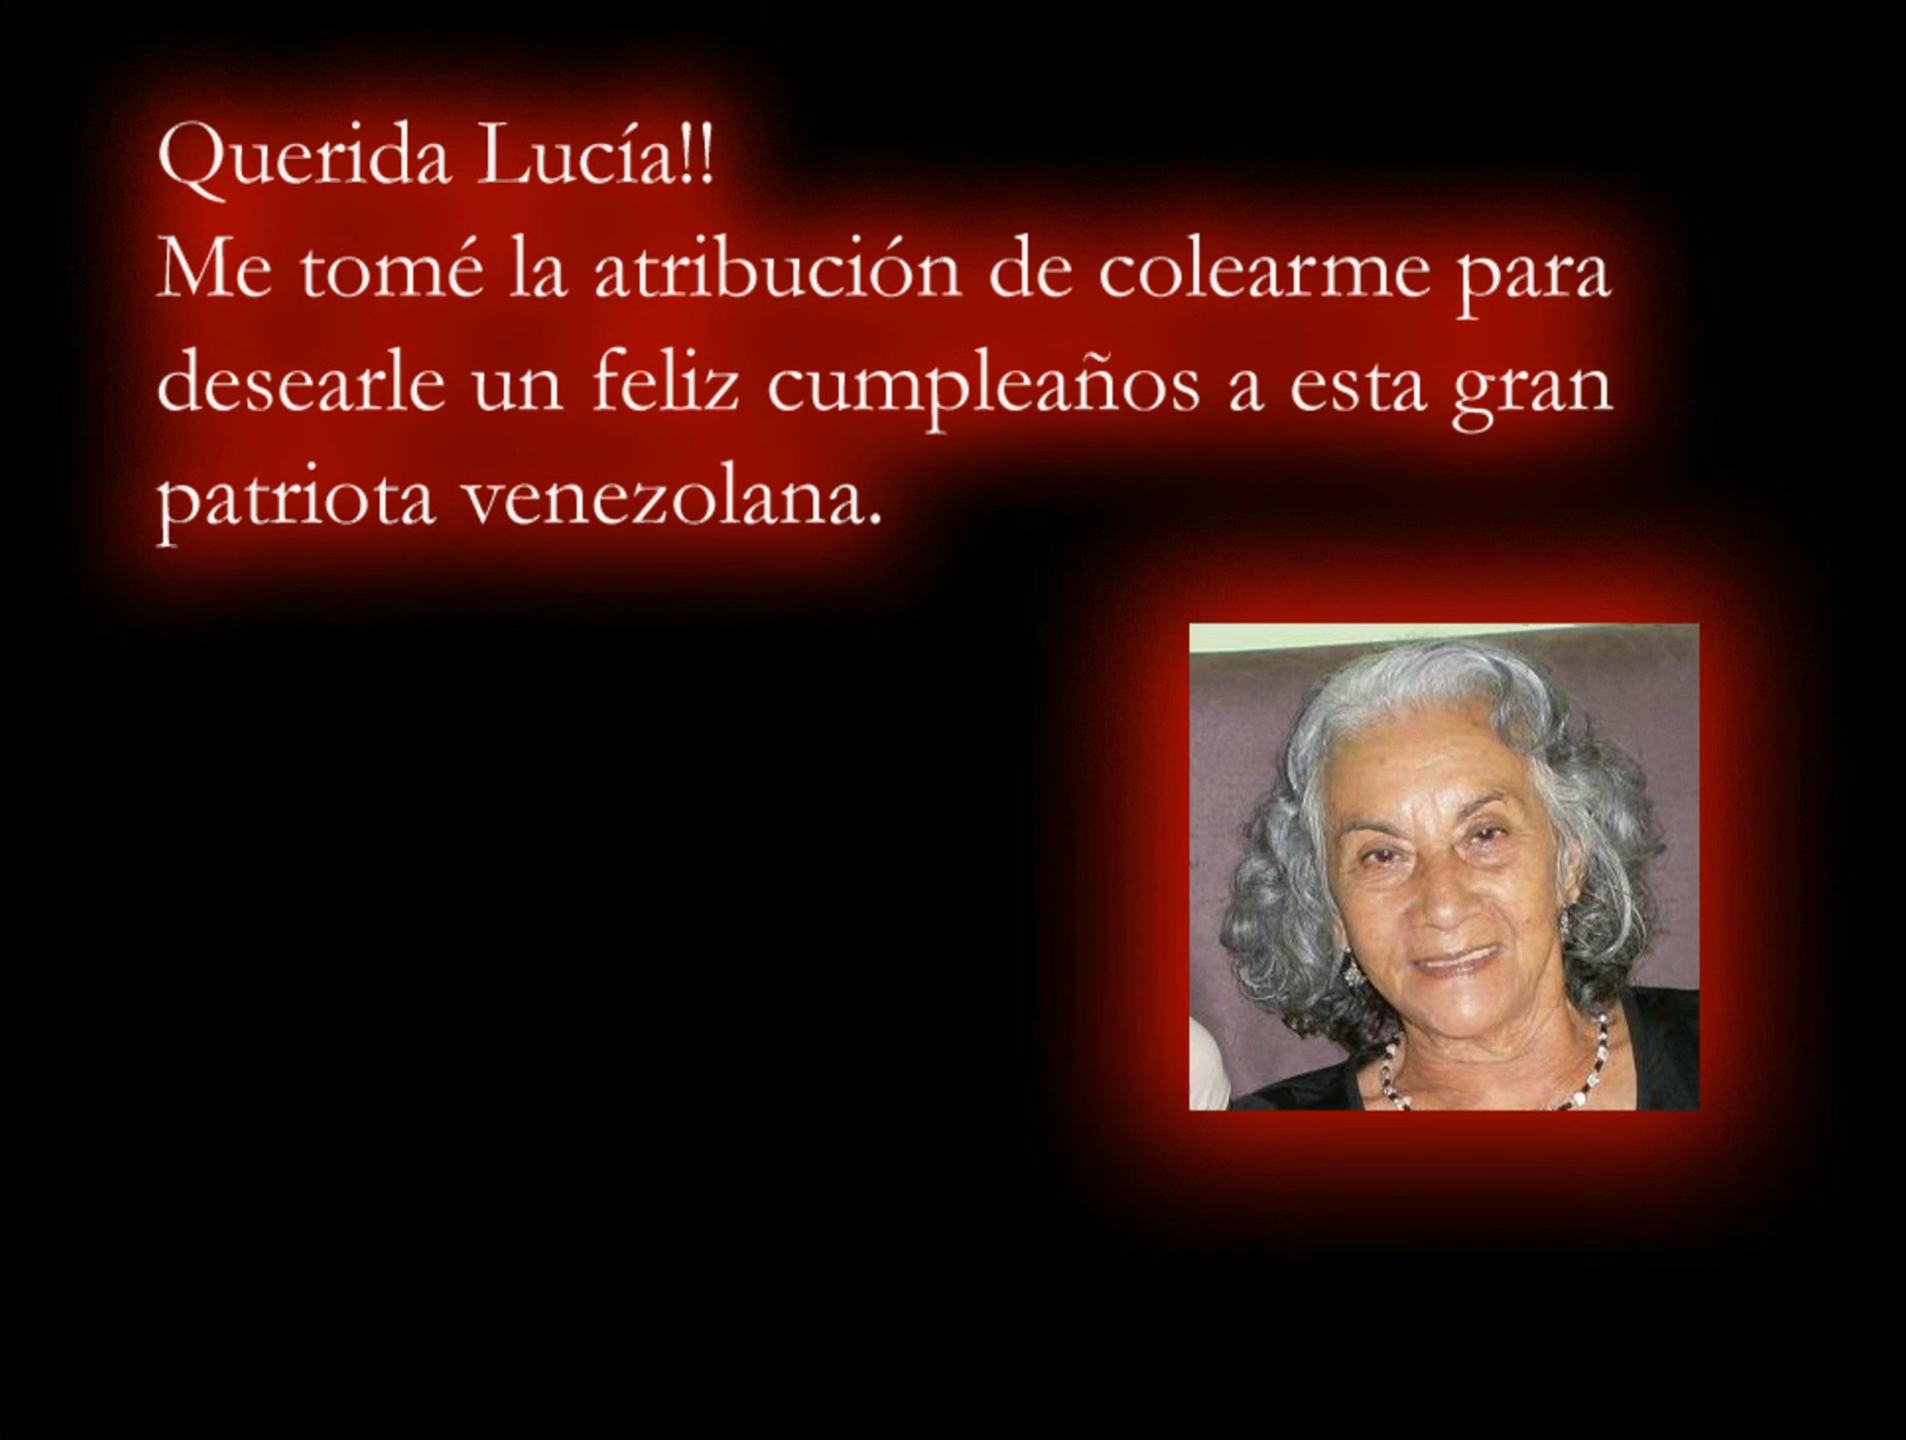 Querida Lucía!!
Me tomé la atribución de colearme para
desearle un feliz cumpleaños a esta gran
patriota venezolana.